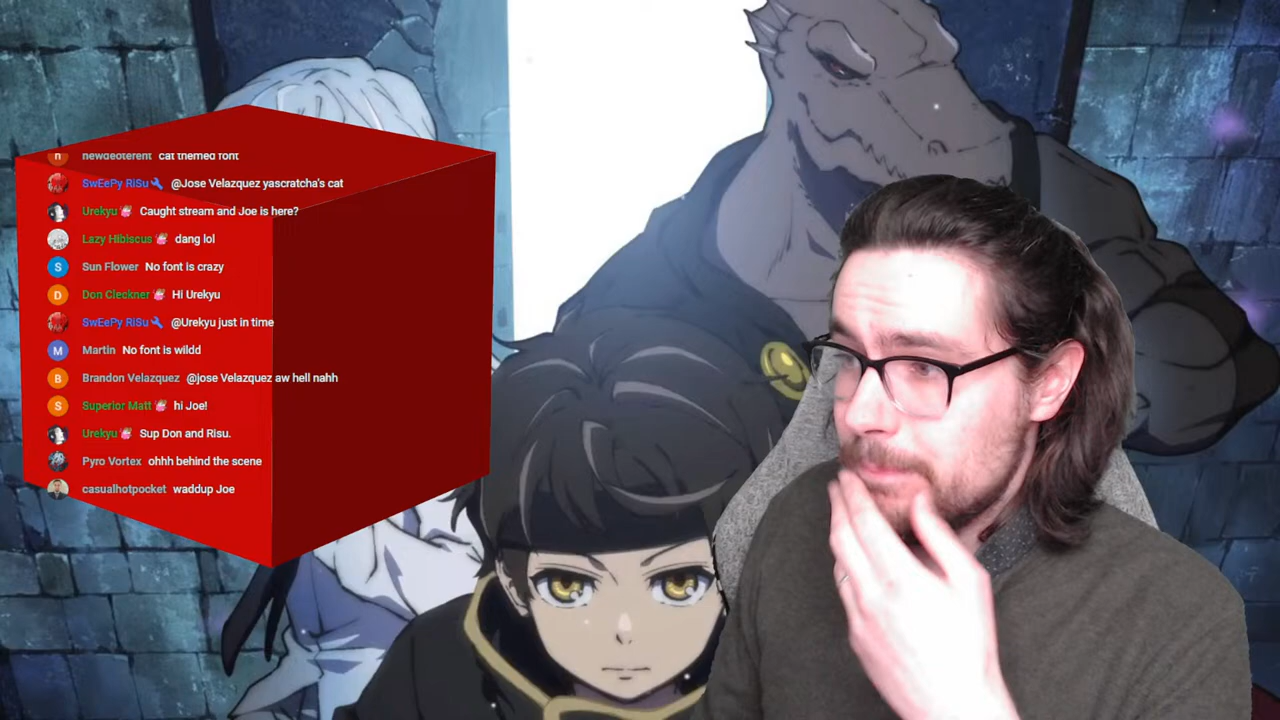 n newdeoterent cat themed font
SwEePy RiSu @Jose Velazquez yascratcha's cat
Urekyu Caught stream and Joe is here?
Lazy Hibiscus dang lol
S Sun Flower No font is crazy
D Don Cleckner Hi Urekyu
SwEePy RiSu @Urekyu just in time
M Martin No font is wildd
B Brandon Velazquez @jose Velazquez aw hell nahh
S Superior Matt hi Joe!
Urekyu Sup Don and Risu.
Pyro Vortex ohhh behind the scene
casualhotpocket waddup Joe